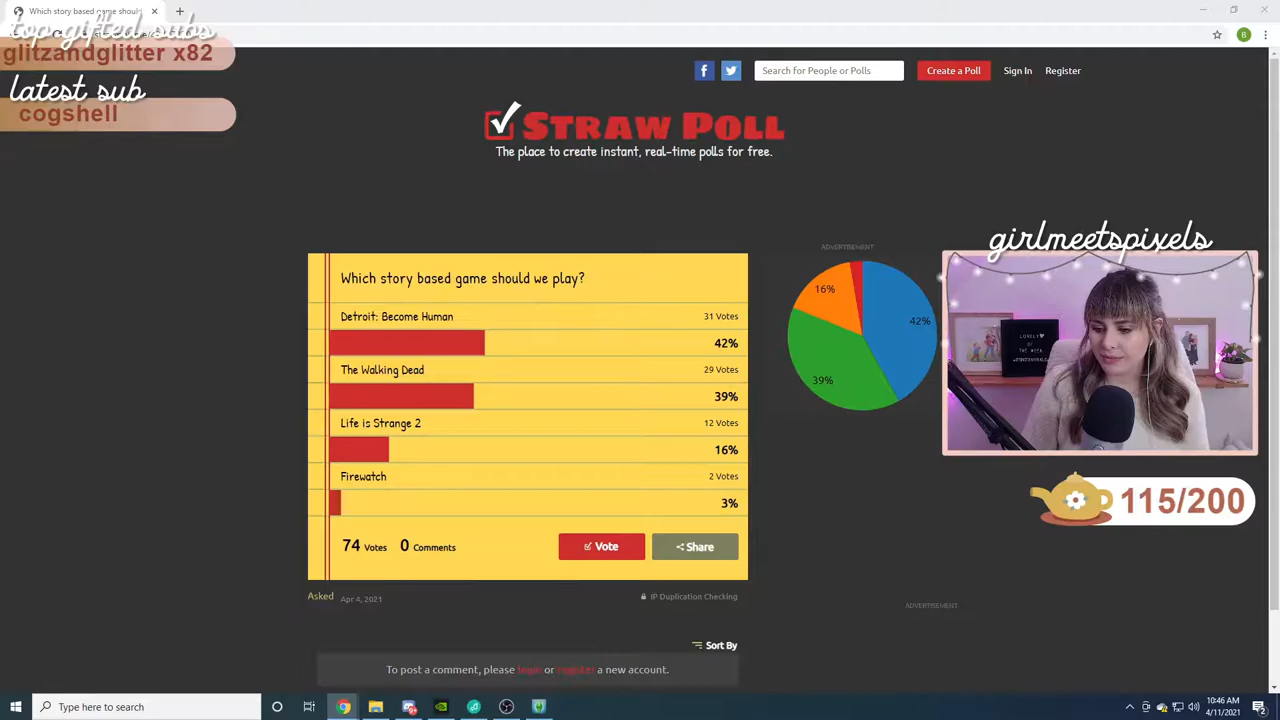 Which story based game should
top gifted subs
glitzandglitter x82
latest sub
cogshell
B
f
Search for People or Polls
Create a Poll
Sign In
Register
STRAW POLL
The place to create instant, real-time polls for free.
girlmeetspixels
ADVERTISEMENT
Which story based game should we play?
Detroit: Become Human
31 Votes
42%
The Walking Dead
29 Votes
39%
Life is Strange 2
12 Votes
16%
Firewatch
2 Votes
3%
16%
42%
39%
LOVELY
OF
THE WEEK
74 Votes 0 Comments
Vote
Share
115/200
Asked Apr 4, 2021
IP Duplication Checking
ADVERTISEMENT
Sort By
To post a comment, please login or register a new account.
Type here to search
10:46 AM
4/11/2021
2